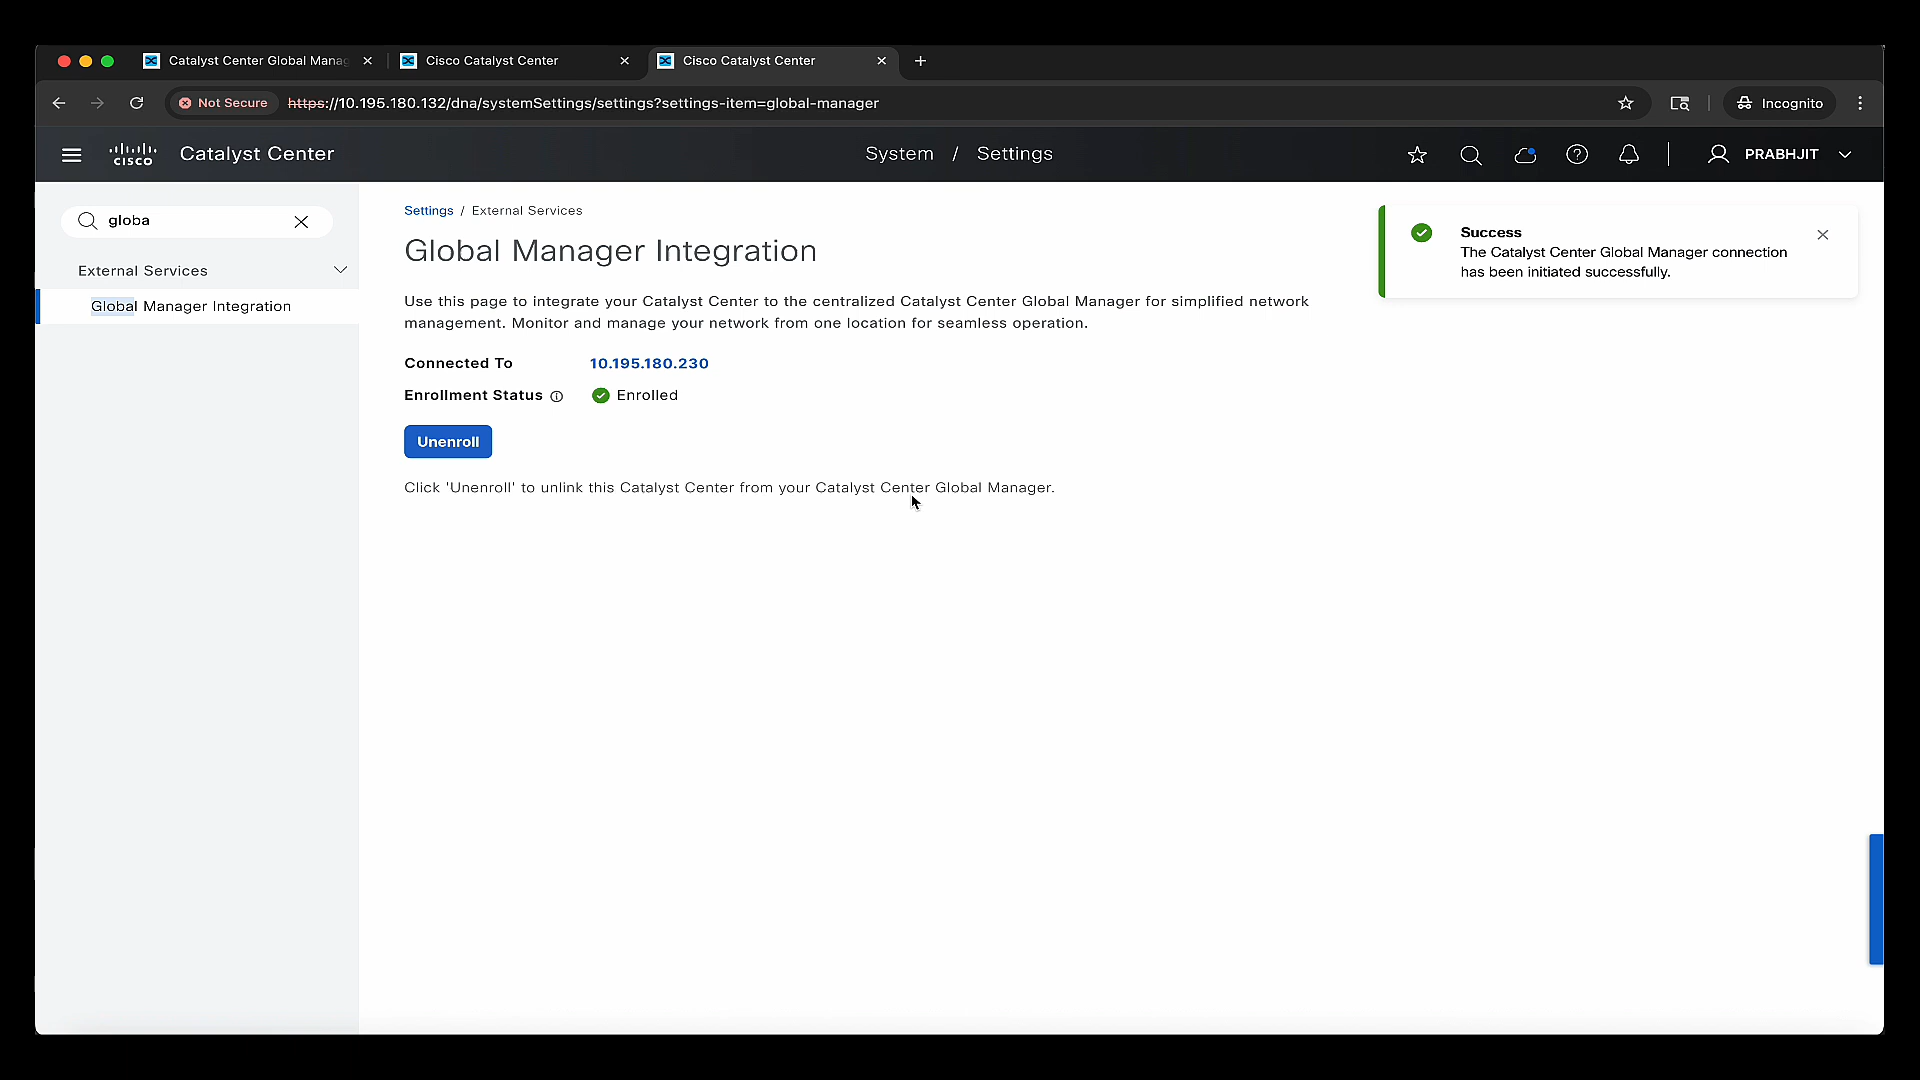 Catalyst Center Global Mana
Cisco Catalyst Center
Cisco Catalyst Center
Not Secure
https://10.195.180.132/dna/systemSettings/settings?settings-item=global-manager
Incognito
cisco
Catalyst Center
System / Settings
PRABHJIT
globa
External Services
Global Manager Integration
Settings / External Services
Global Manager Integration
Use this page to integrate your Catalyst Center to the centralized Catalyst Center Global Manager for simplified network
management. Monitor and manage your network from one location for seamless operation.
Connected To 10.195.180.230
Enrollment Status Enrolled
Unenroll
Click 'Unenroll' to unlink this Catalyst Center from your Catalyst Center Global Manager.
Success
The Catalyst Center Global Manager connection
has been initiated successfully.